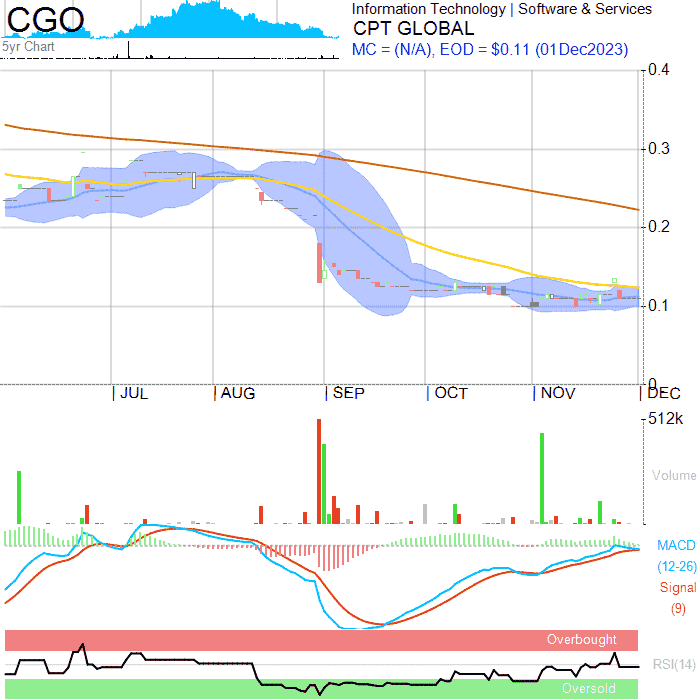 CGO
Information Technology | Software & Services
CPT GLOBAL
5yr Chart
MC = (N/A), EOD = $0.11 (01Dec2023)
0.4
0.3
0.2
0.1
0
| JUL | AUG | SEP | OCT | NOV | DEC
512k
Volume
MACD
(12-26)
Signal
(9)
Overbought
RSI(14)
Oversold